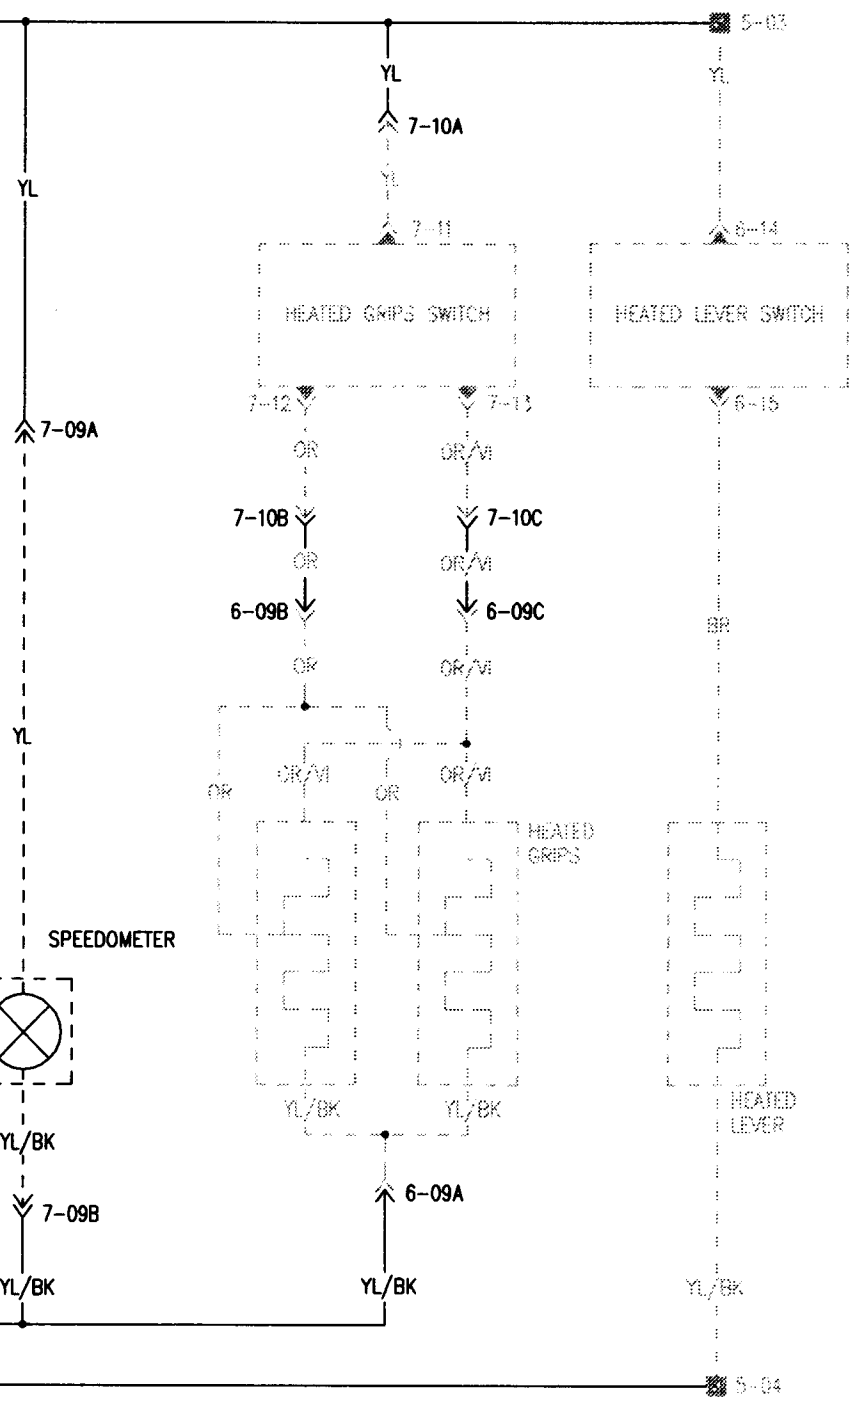 5-03
YL
YL
7-10A
YL
YL
7-11
6-14
HEATED GRIPS SWITCH
HEATED LEVER SWITCH
7-12
7-13
6-15
7-09A
OR
OR/VI
7-10B
7-10C
OR
OR/VI
6-09B
6-09C
BR
OR
OR/VI
YL
OR
OR/VI
OR
OR/VI
HEATED
GRIPS
SPEEDOMETER
HEATED
LEVER
YL/BK
YL/BK
YL/BK
6-09A
7-09B
YL/BK
YL/BK
YL/BK
5-04